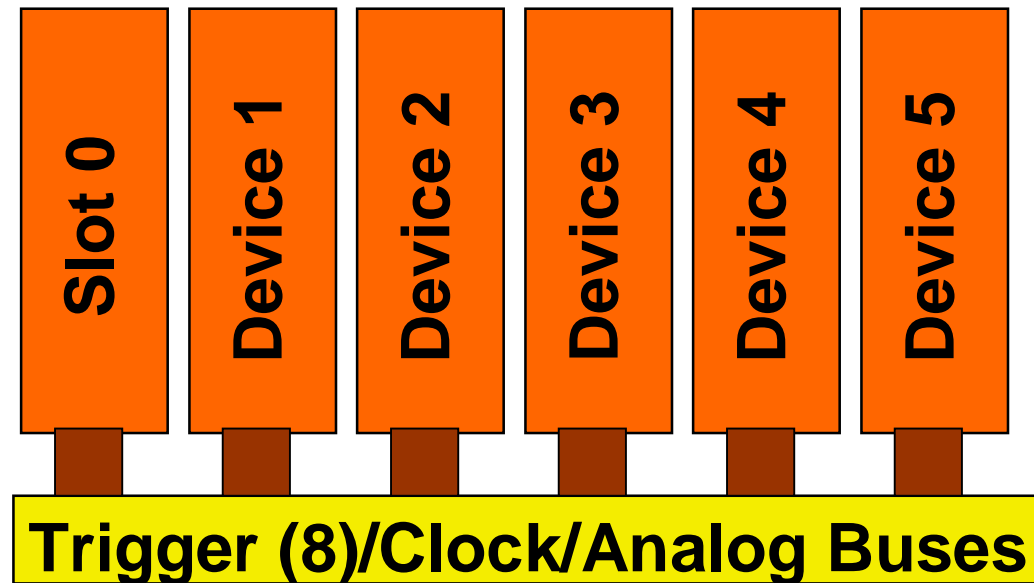 Slot 0
Device 1
Device 2
Device 3
Device 4
Device 5
Trigger (8)/Clock/Analog Buses